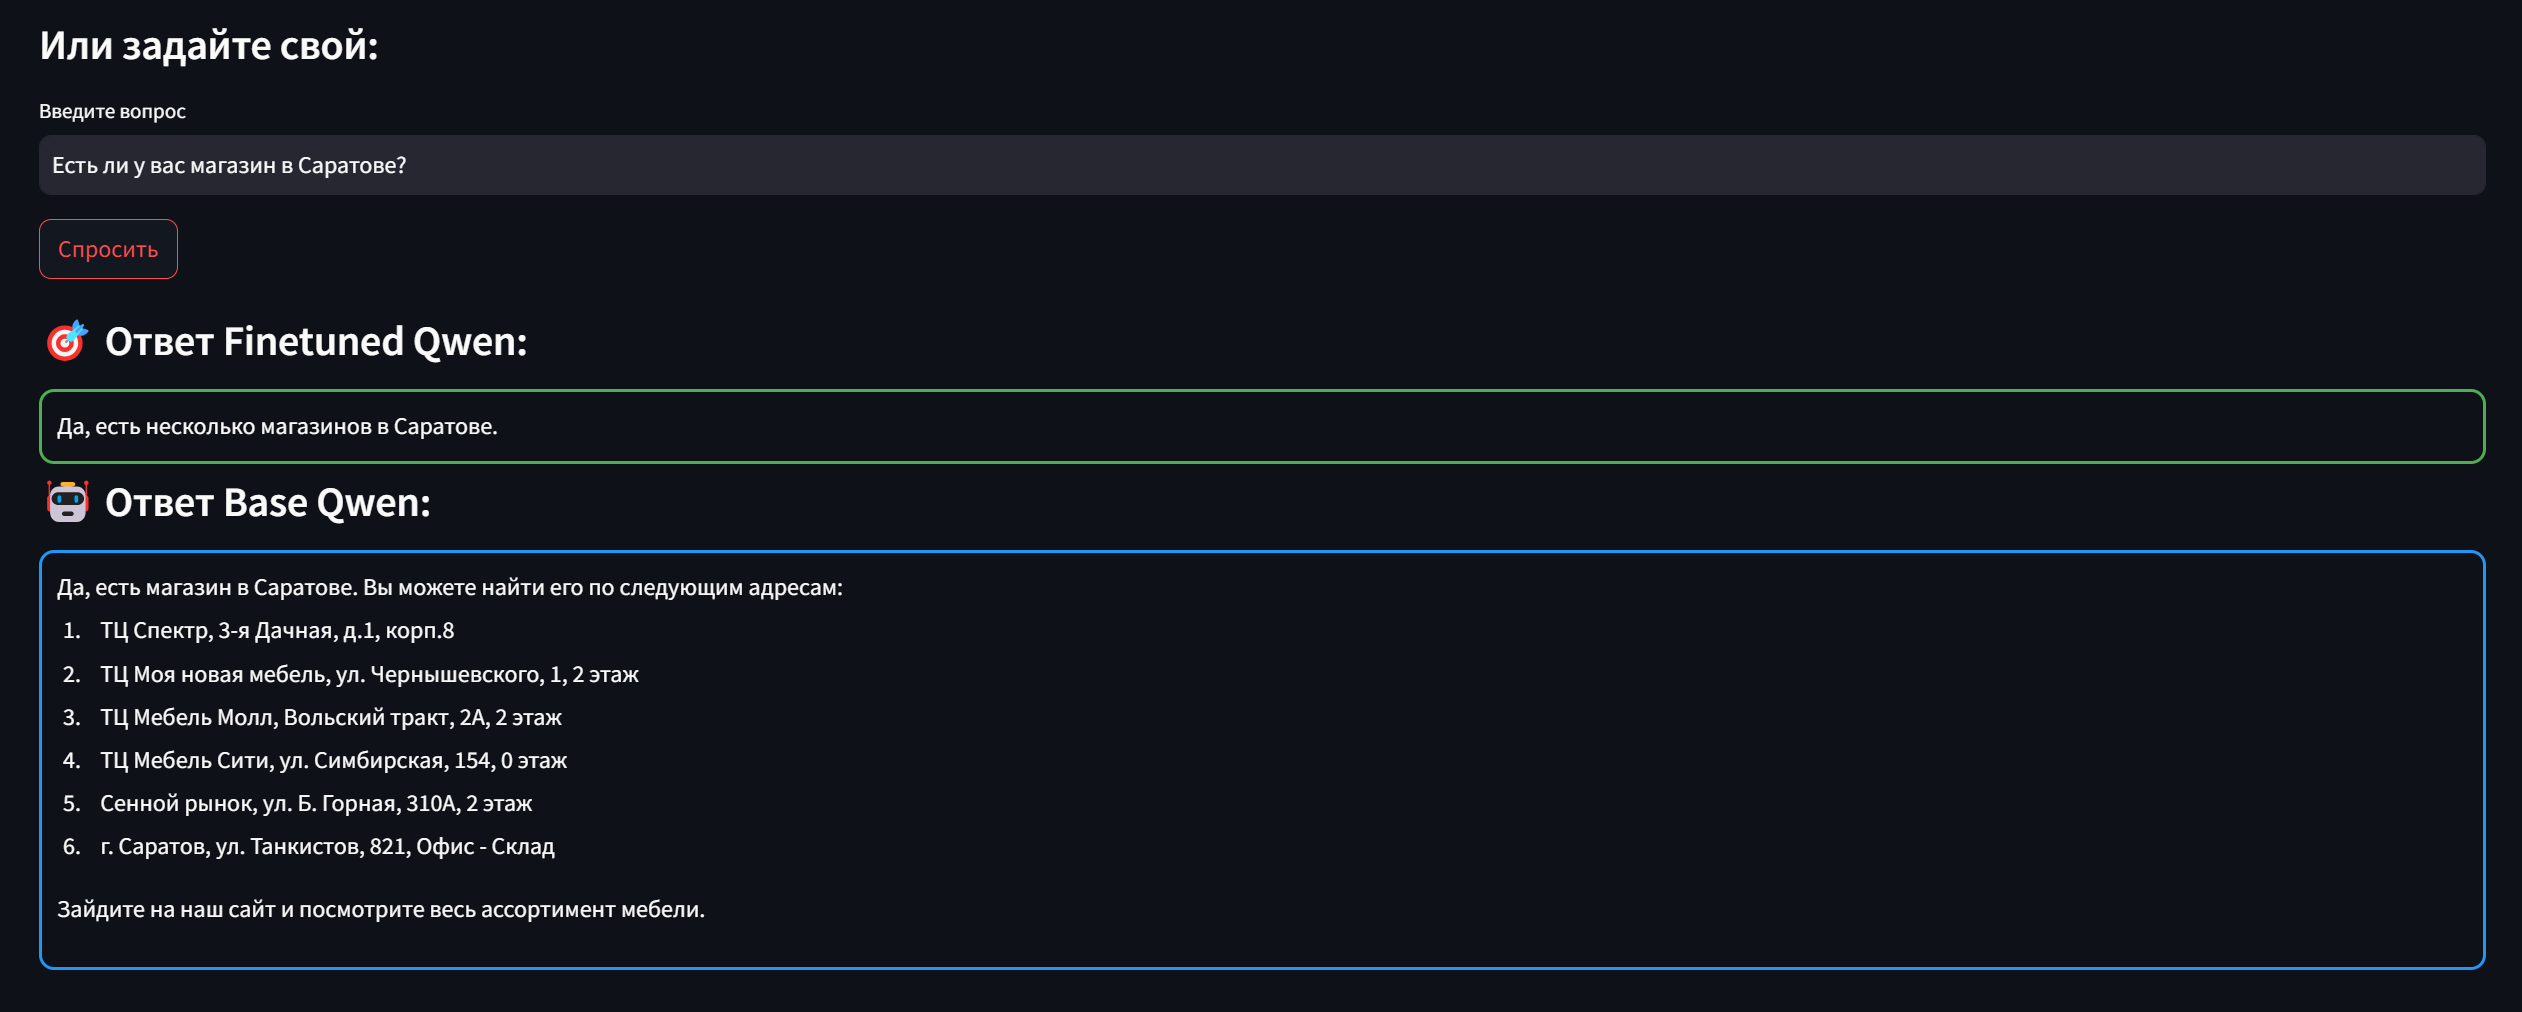 Или задайте свой:
Введите вопрос
Есть ли у вас магазин в Саратове?
Спросить
Ответ Finetuned Qwen:
Да, есть несколько магазинов в Саратове.
Ответ Base Qwen:
Да, есть магазин в Саратове. Вы можете найти его по следующим адресам:
1. ТЦ Спектр, 3-я Дачная, д.1, корп.8
2. ТЦ Моя новая мебель, ул. Чернышевского, 1, 2 этаж
3. ТЦ Мебель Молл, Вольский тракт, 2А, 2 этаж
4. ТЦ Мебель Сити, ул. Симбирская, 154, 0 этаж
5. Сенной рынок, ул. Б. Горная, 310А, 2 этаж
6. г. Саратов, ул. Танкистов, 821, Офис - Склад
Зайдите на наш сайт и посмотрите весь ассортимент мебели.